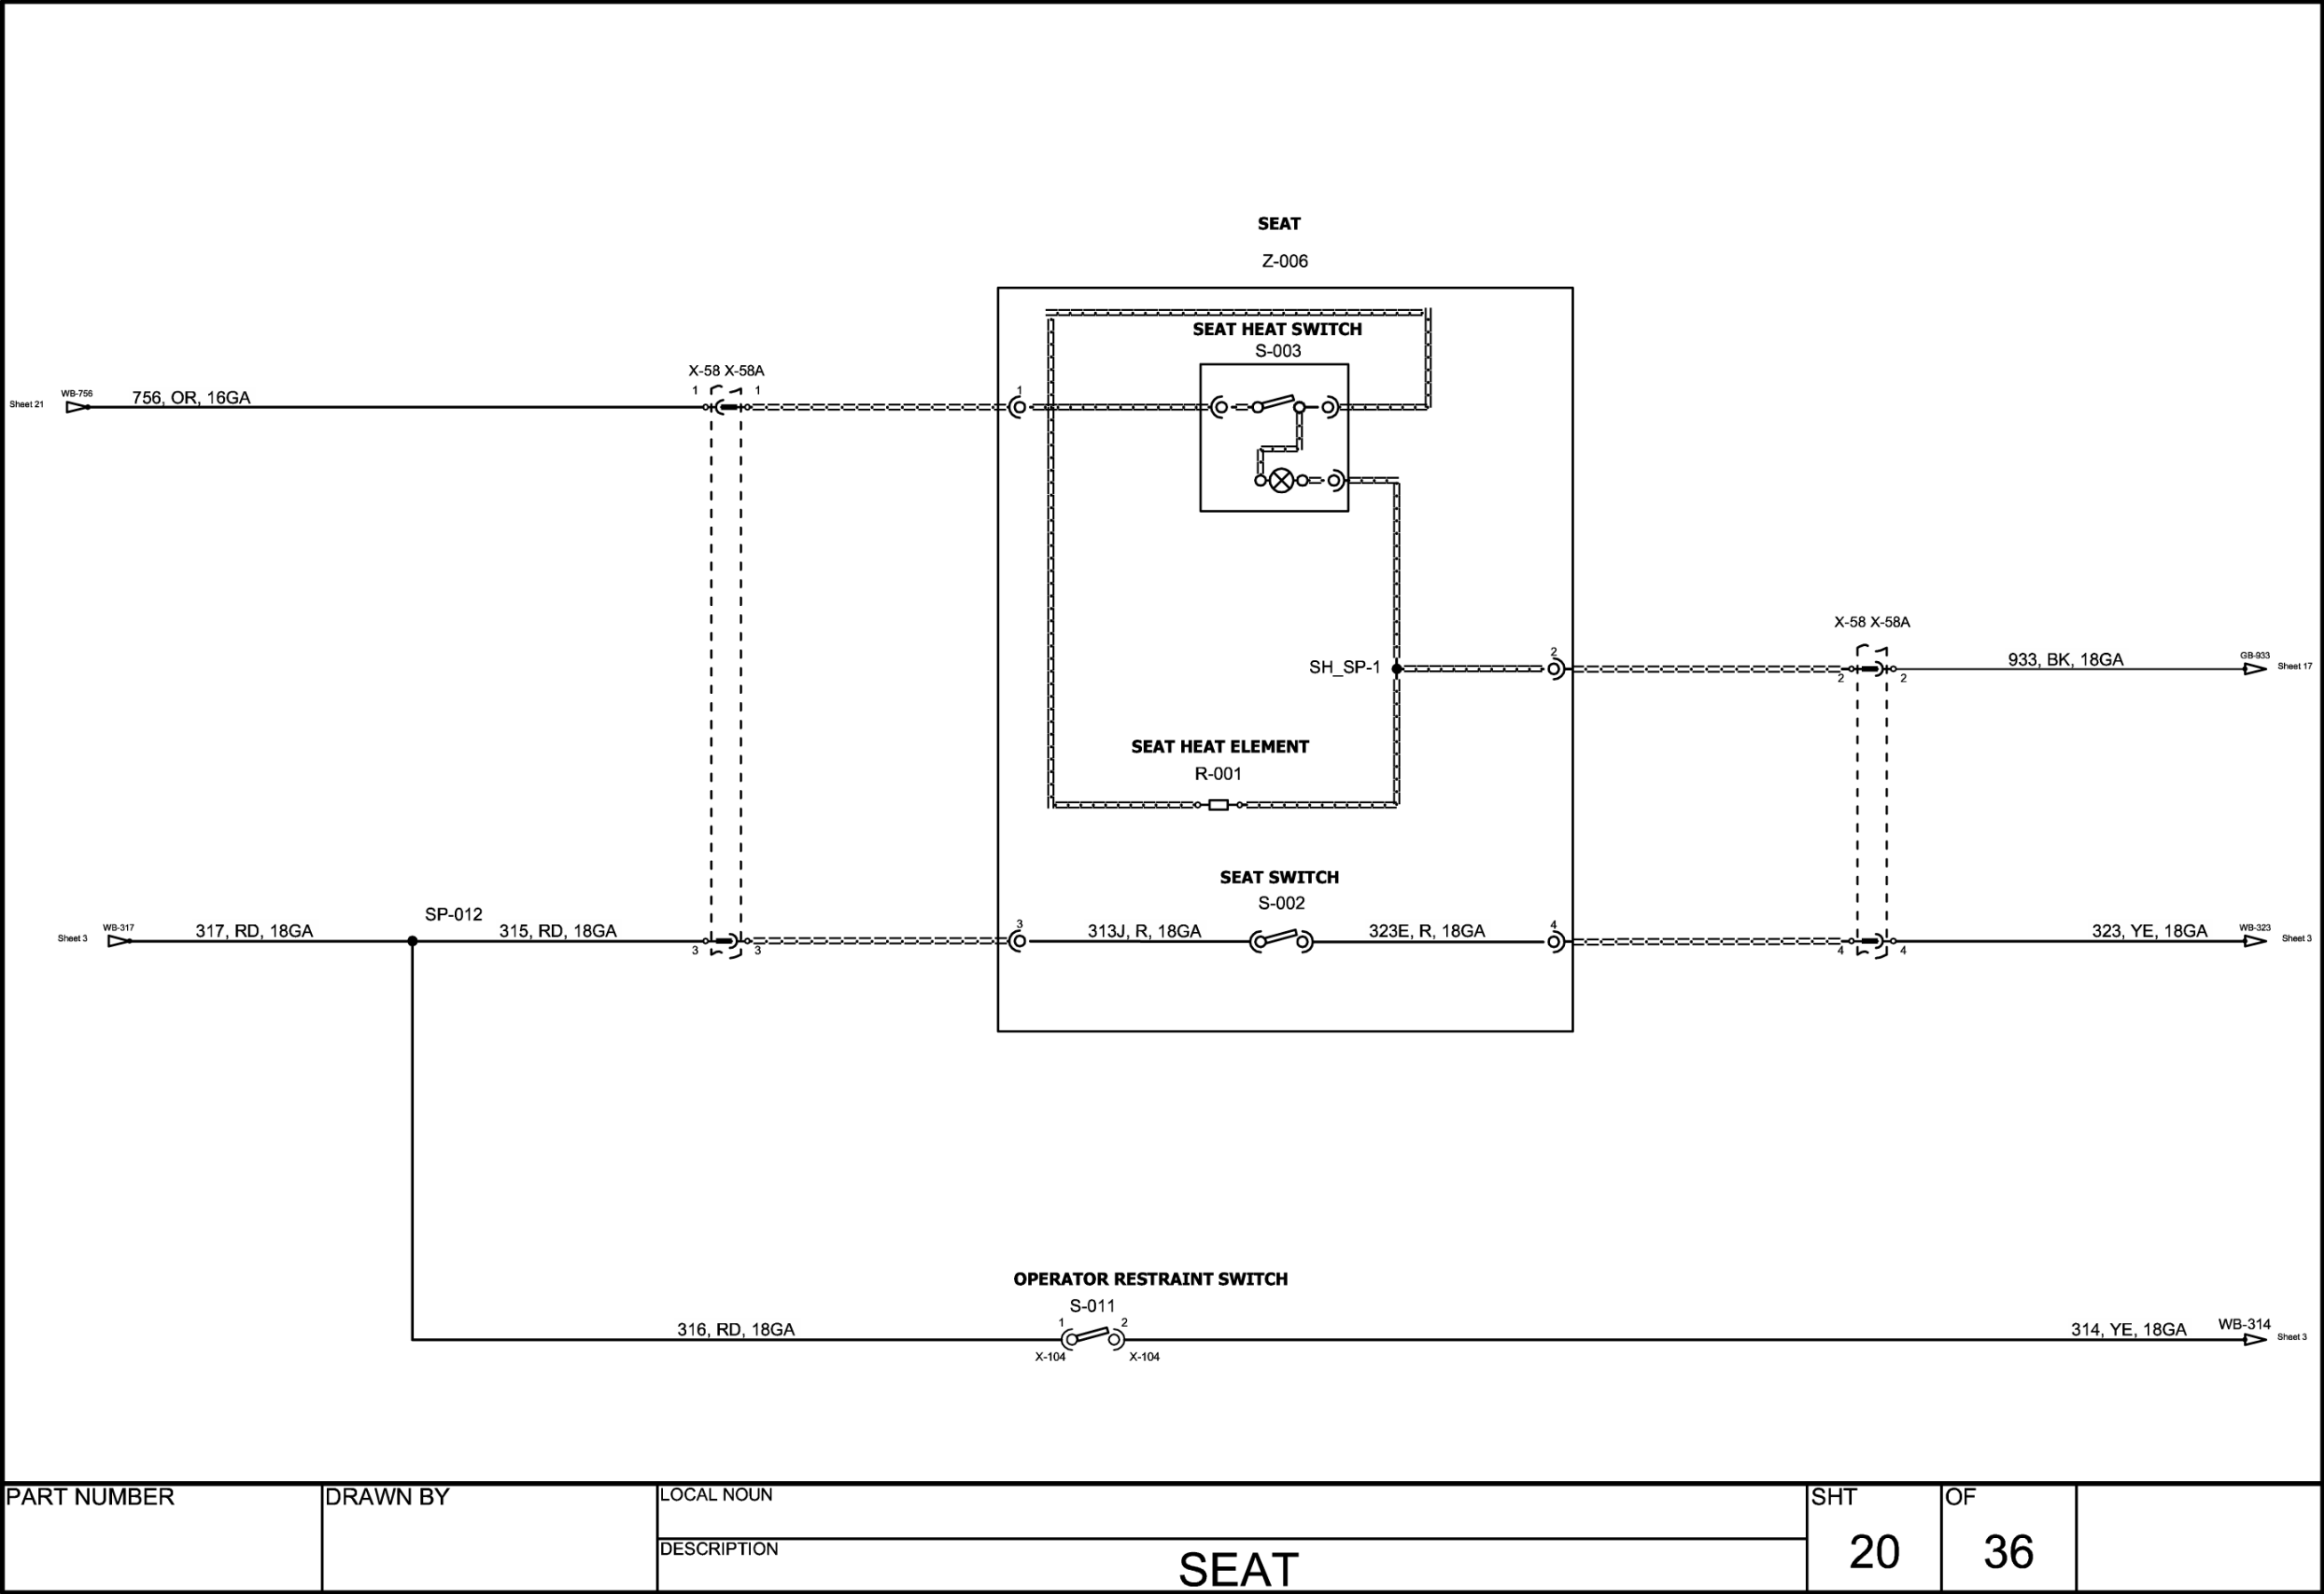 SEAT
Z-006
SEAT HEAT SWITCH
S-003
X-58 X-58A
1 1
Sheet 21
WB-756
756, OR, 16GA
1
X-58 X-58A
SH_SP-1
2
2 2
933, BK, 18GA
GB-933
Sheet 17
SEAT HEAT ELEMENT
R-001
SEAT SWITCH
S-002
Sheet 3
WB-317
317, RD, 18GA
SP-012
315, RD, 18GA
3 3
3
313J, R, 18GA
323E, R, 18GA
4
4 4
323, YE, 18GA
WB-323
Sheet 3
OPERATOR RESTRAINT SWITCH
S-011
316, RD, 18GA
1 2
X-104 X-104
314, YE, 18GA
WB-314
Sheet 3
PART NUMBER
DRAWN BY
LOCAL NOUN
DESCRIPTION
SEAT
SHT
20
OF
36